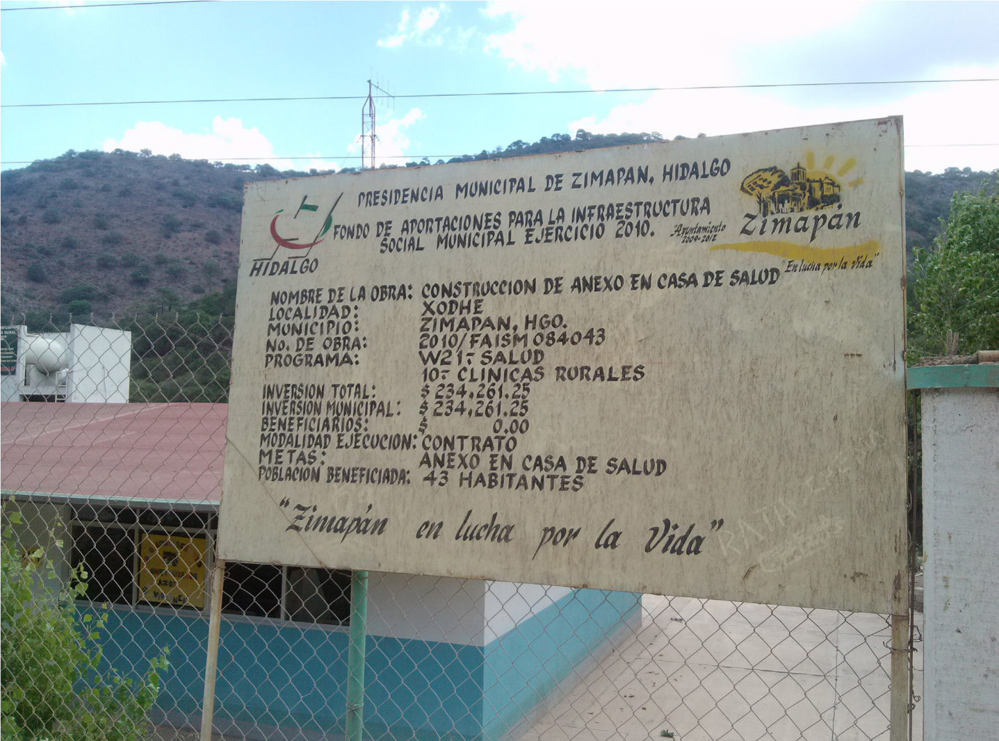 PRESIDENCIA MUNICIPAL DE ZIMAPAN, HIDALGO
FONDO DE APORTACIONES PARA LA INFRAESTRUCTURA
SOCIAL MUNICIPAL EJERCICIO 2010.
HIDALGO
Ayuntamiento
2009-2012
Zimapán
"En lucha por la Vida"
NOMBRE DE LA OBRA: CONSTRUCCION DE ANEXO EN CASA DE SALUD
LOCALIDAD: XODHE
MUNICIPIO: ZIMAPAN, HGO.
NO. DE OBRA: 2010/FAISM 084043
PROGRAMA: W21.- SALUD
10.- CLINICAS RURALES
INVERSION TOTAL: $ 234,261.25
INVERSION MUNICIPAL: $ 234,261.25
BENEFICIARIOS: $ 0.00
MODALIDAD EJECUCION: CONTRATO
METAS: ANEXO EN CASA DE SALUD
POBLACION BENEFICIADA: 43 HABITANTES
"Zimapán en lucha por la Vida"
RURAL